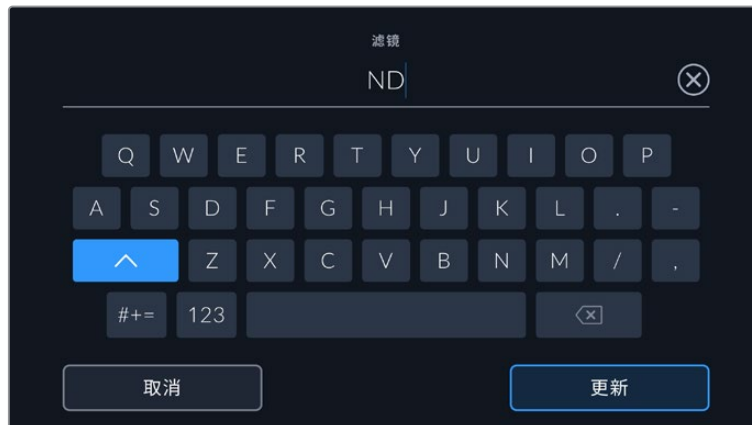 滤镜
ND
Q W E R T Y U I O P
A S D F G H J K L . -
Z X C V B N M / ,
#+= 123
取消 更新